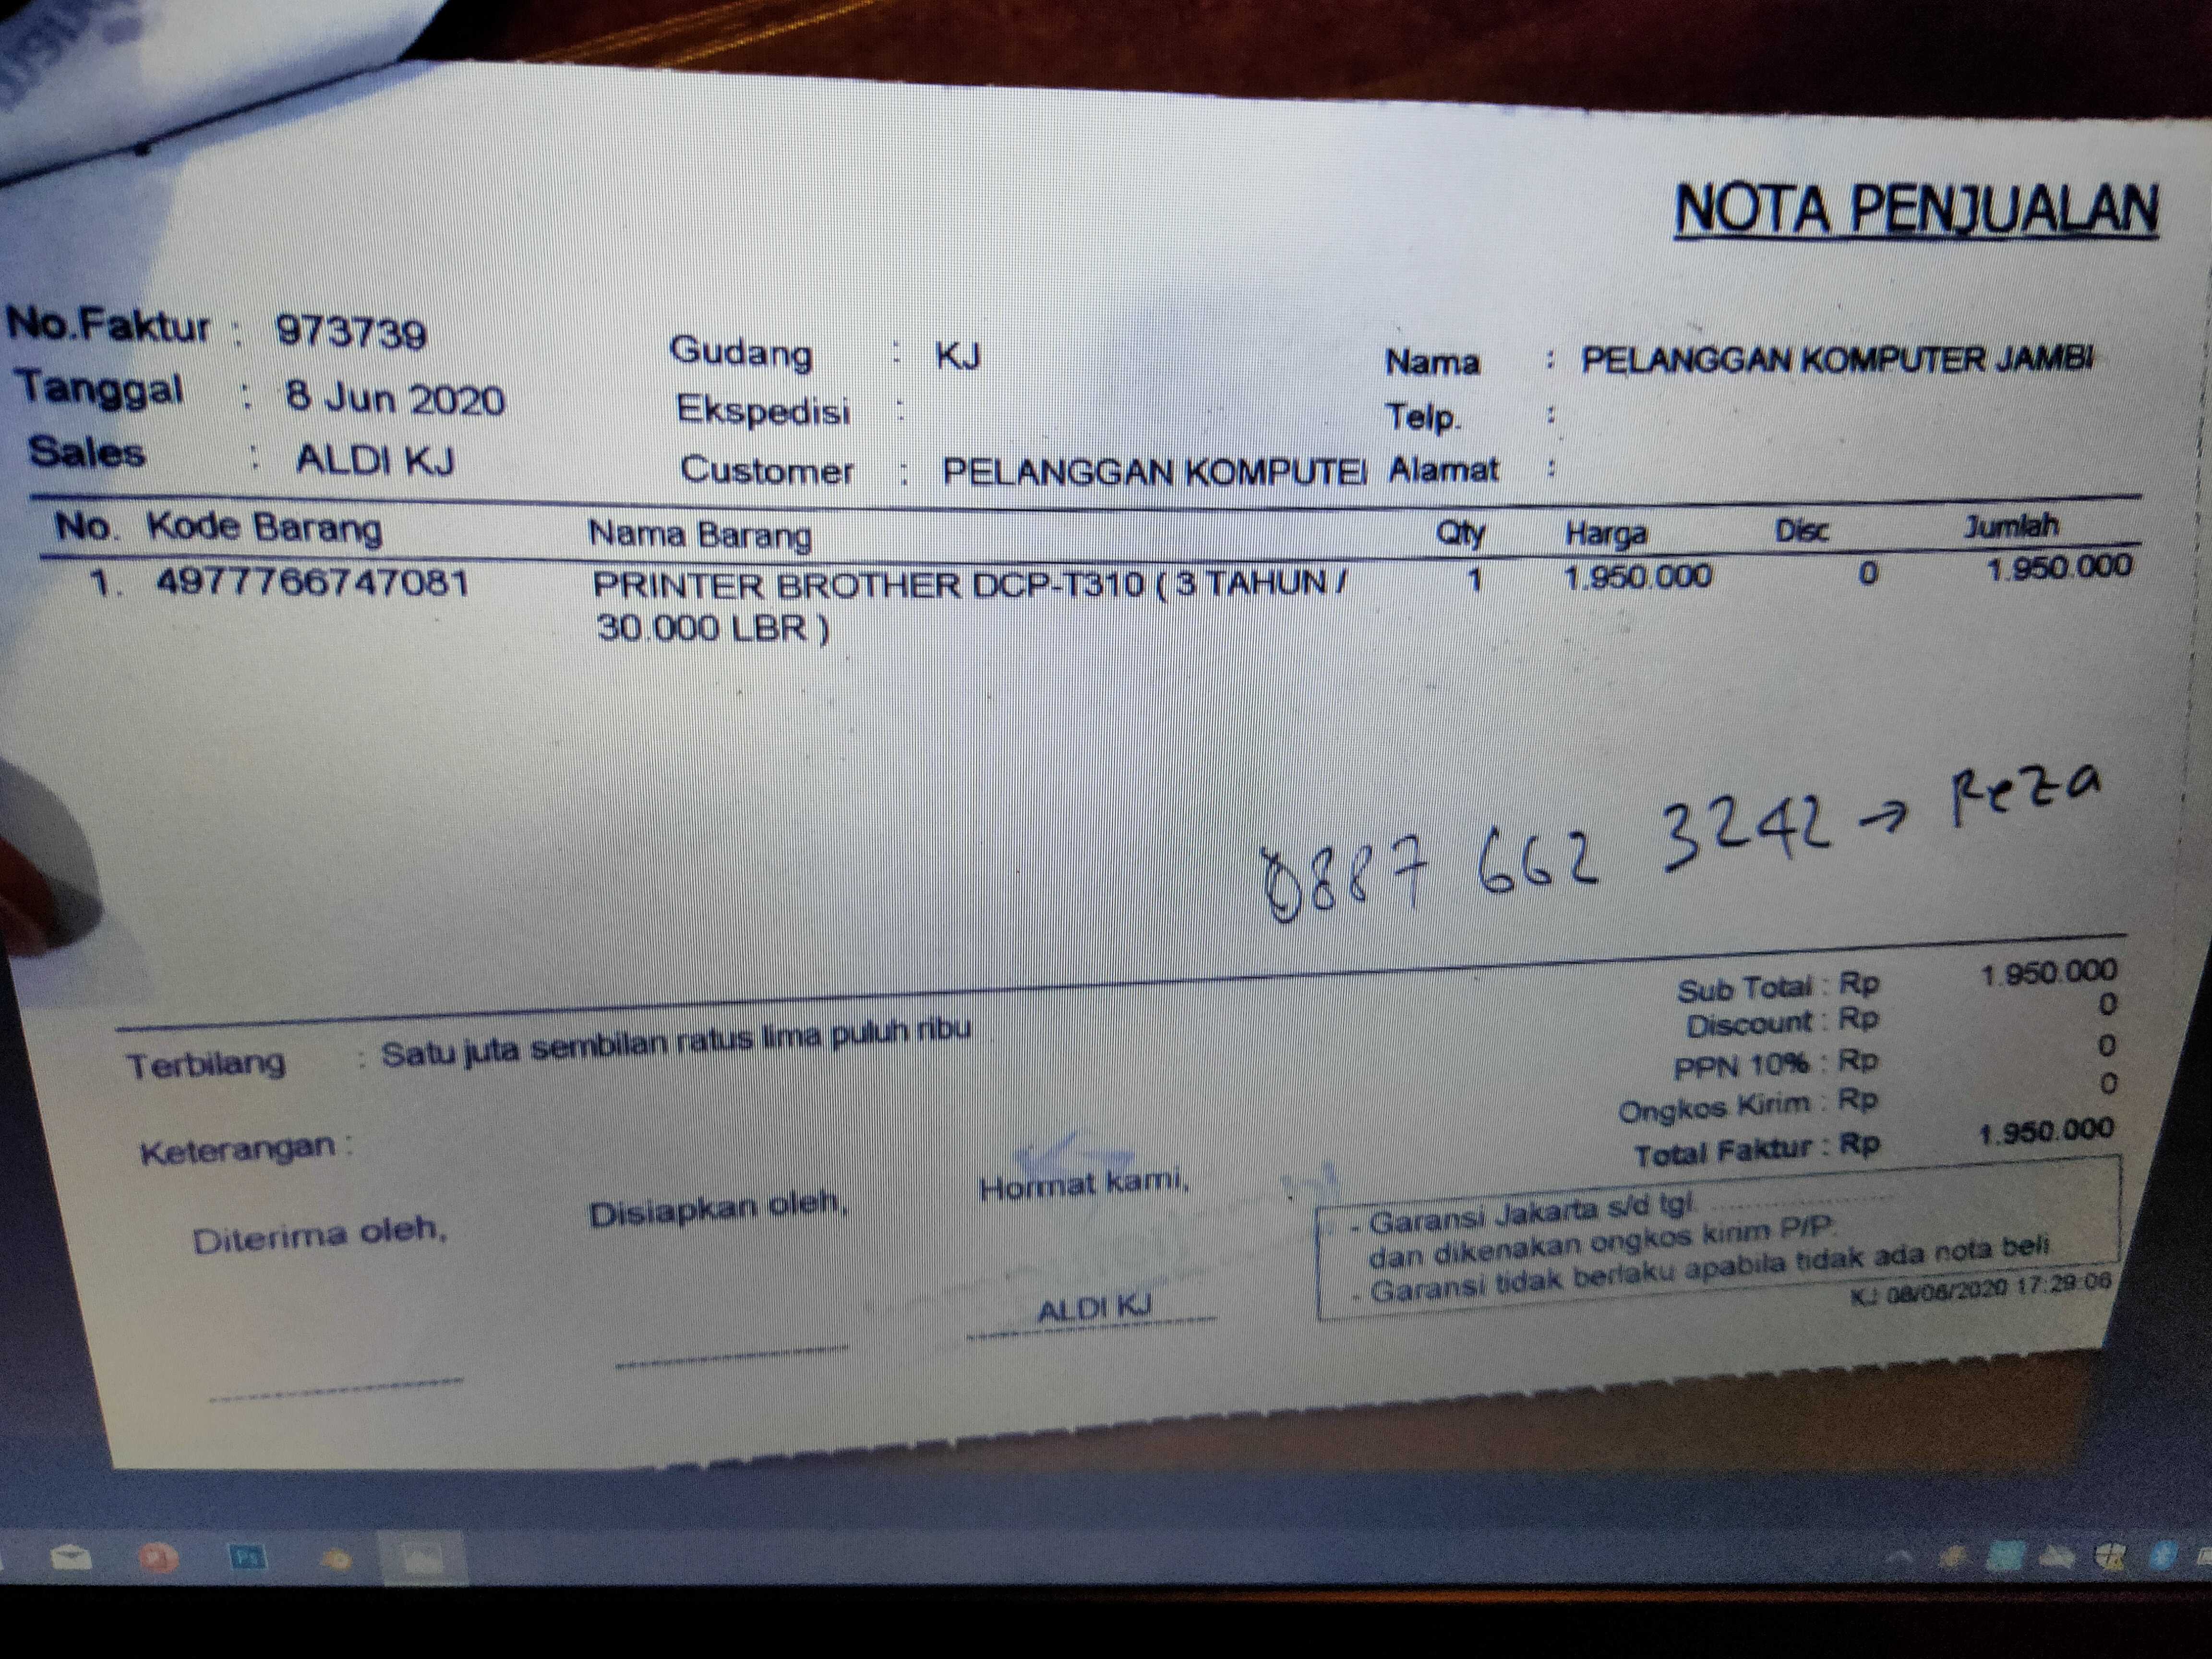 NOTA PENJUALAN
No.Faktur : 973739
Tanggal : 8 Jun 2020
Sales : ALDI KJ
Gudang : KJ
Ekspedisi :
Customer : PELANGGAN KOMPUTE
Nama : PELANGGAN KOMPUTER JAMBI
Telp. :
Alamat :
No. Kode Barang Nama Barang Qty Harga Disc Jumlah
1. 4977766747081 PRINTER BROTHER DCP-T310 ( 3 TAHUN / 1 1.950.000 0 1.950.000
30.000 LBR )
0887 662 3242 → Reza
Sub Total : Rp 1.950.000
Discount : Rp 0
PPN 10% : Rp 0
Ongkos Kirim : Rp 0
Total Faktur : Rp 1.950.000
Terbilang : Satu juta sembilan ratus lima puluh ribu
Keterangan :
Diterima oleh,
Disiapkan oleh,
Hormat kami,
ALDI KJ
- Garansi Jakarta s/d tgl. ....................
dan dikenakan ongkos kirim P/P.
- Garansi tidak berlaku apabila tidak ada nota beli
KJ 08/06/2020 17:29:06
Ps